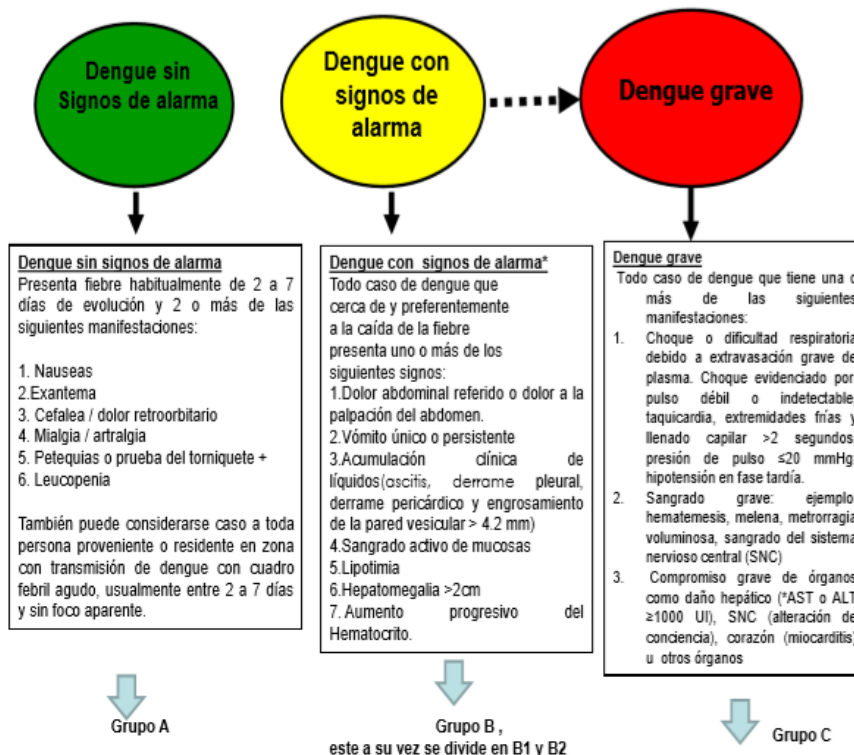 Dengue sin
Signos de alarma
Dengue con
signos de
alarma
Dengue grave
Dengue sin signos de alarma
Presenta fiebre habitualmente de 2 a 7
días de evolución y 2 o más de las
siguientes manifestaciones:
1. Nauseas
2.Exantema
3. Cefalea / dolor retroorbitario
4. Mialgia / artralgia
5. Petequias o prueba del torniquete +
6. Leucopenia
También puede considerarse caso a toda
persona proveniente o residente en zona
con transmisión de dengue con cuadro
febril agudo, usualmente entre 2 a 7 días
y sin foco aparente.
Grupo A
Dengue con signos de alarma*
Todo caso de dengue que
cerca de y preferentemente
a la caída de la fiebre
presenta uno o más de los
siguientes signos:
1.Dolor abdominal referido o dolor a la
palpación del abdomen.
2.Vómito único o persistente
3.Acumulación clínica de
líquidos(ascitis, derrame pleural,
derrame pericárdico y engrosamiento
de la pared vesicular > 4.2 mm)
4.Sangrado activo de mucosas
5.Lipotimia
6.Hepatomegalia >2cm
7. Aumento progresivo del
Hematocrito.
Grupo B ,
este a su vez se divide en B1 y B2
Dengue grave
Todo caso de dengue que tiene una o
más de las siguientes
manifestaciones:
1. Choque o dificultad respiratoria
debido a extravasación grave de
plasma. Choque evidenciado por:
pulso débil o indetectable,
taquicardia, extremidades frías y
llenado capilar >2 segundos,
presión de pulso ≤20 mmHg:
hipotensión en fase tardía.
2. Sangrado grave: ejemplo:
hematemesis, melena, metrorragia
voluminosa, sangrado del sistema
nervioso central (SNC)
3. Compromiso grave de órganos
como daño hepático (*AST o ALT
≥1000 UI), SNC (alteración de
conciencia), corazón (miocarditis)
u otros órganos
Grupo C